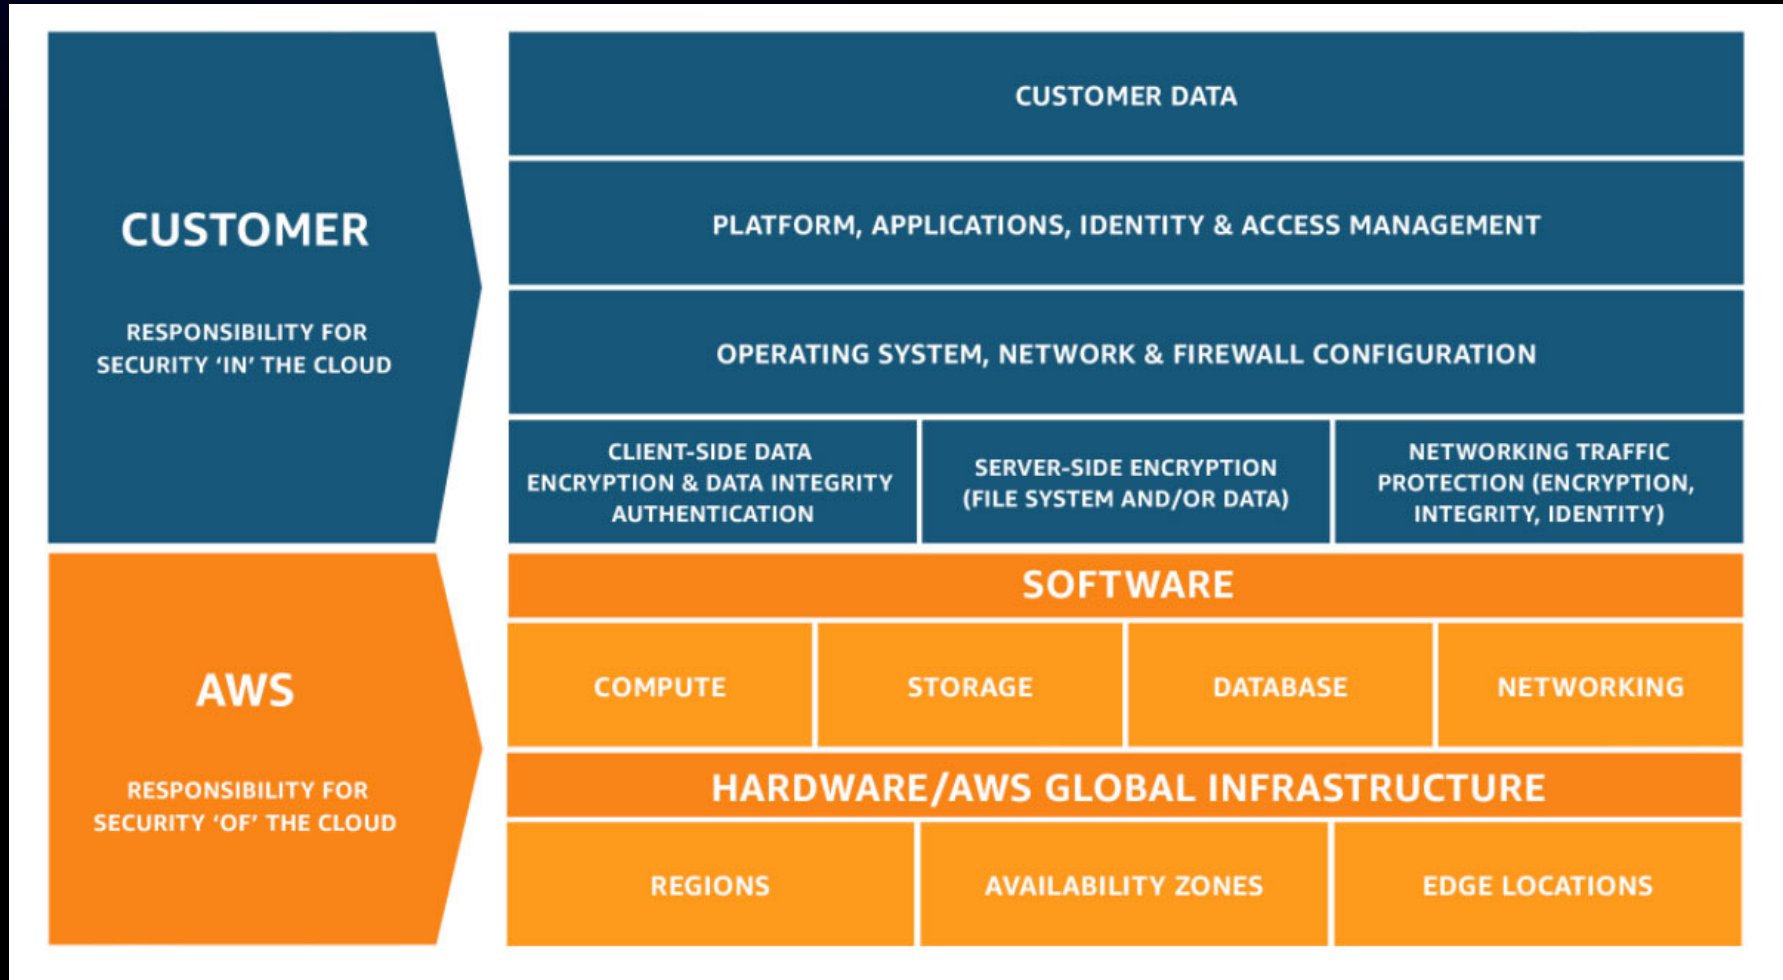 CUSTOMER
RESPONSIBILITY FOR
SECURITY ‘IN’ THE CLOUD
CUSTOMER DATA
PLATFORM, APPLICATIONS, IDENTITY & ACCESS MANAGEMENT
OPERATING SYSTEM, NETWORK & FIREWALL CONFIGURATION
CLIENT-SIDE DATA
ENCRYPTION & DATA INTEGRITY
AUTHENTICATION
SERVER-SIDE ENCRYPTION
(FILE SYSTEM AND/OR DATA)
NETWORKING TRAFFIC
PROTECTION (ENCRYPTION,
INTEGRITY, IDENTITY)
AWS
RESPONSIBILITY FOR
SECURITY ‘OF’ THE CLOUD
SOFTWARE
COMPUTE
STORAGE
DATABASE
NETWORKING
HARDWARE/AWS GLOBAL INFRASTRUCTURE
REGIONS
AVAILABILITY ZONES
EDGE LOCATIONS